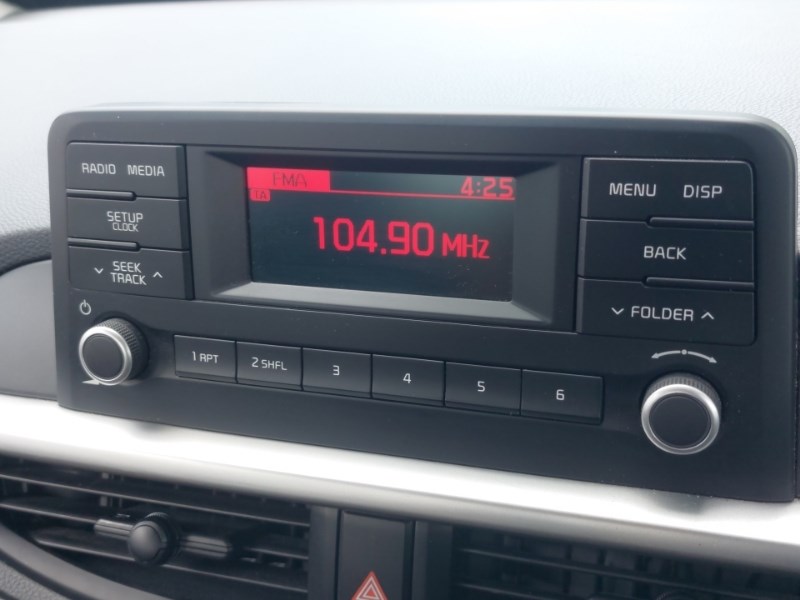 RADIO MEDIA
SETUP
CLOCK
SEEK
TRACK
FMA
TA
4:25
104.90 MHz
MENU DISP
BACK
FOLDER
1 RPT 2 SHFL 3 4 5 6